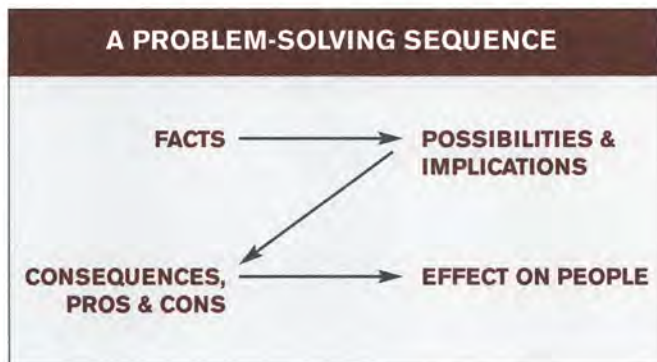 A PROBLEM-SOLVING SEQUENCE
FACTS
POSSIBILITIES &
IMPLICATIONS
CONSEQUENCES,
PROS & CONS
EFFECT ON PEOPLE